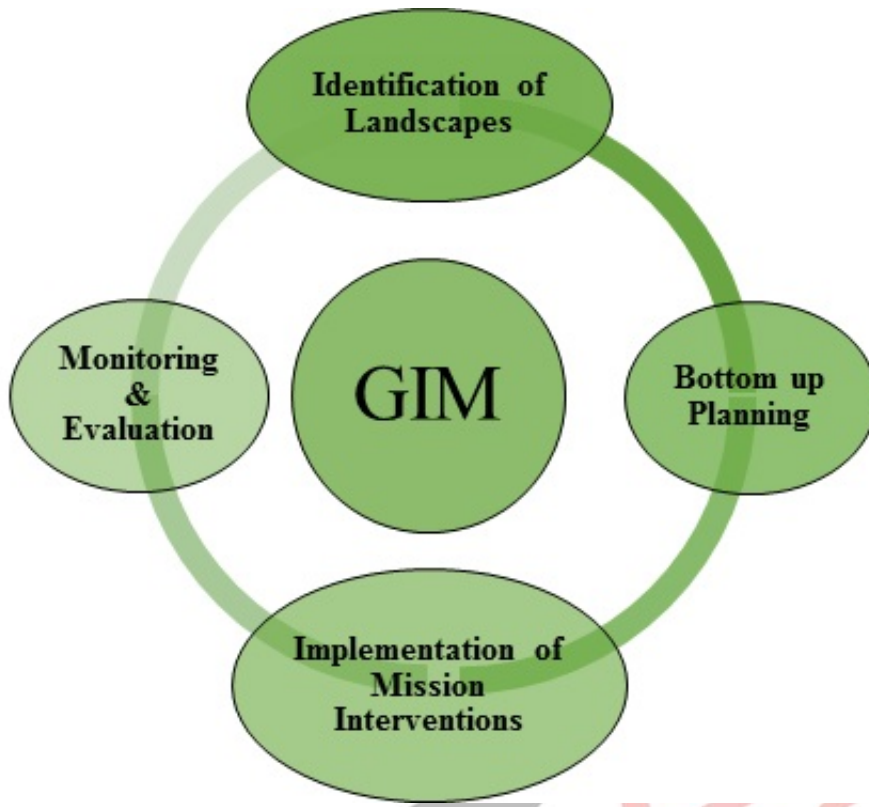 Identification of
Landscapes
Monitoring
&
Evaluation
GIM
Bottom up
Planning
Implementation of
Mission
Interventions